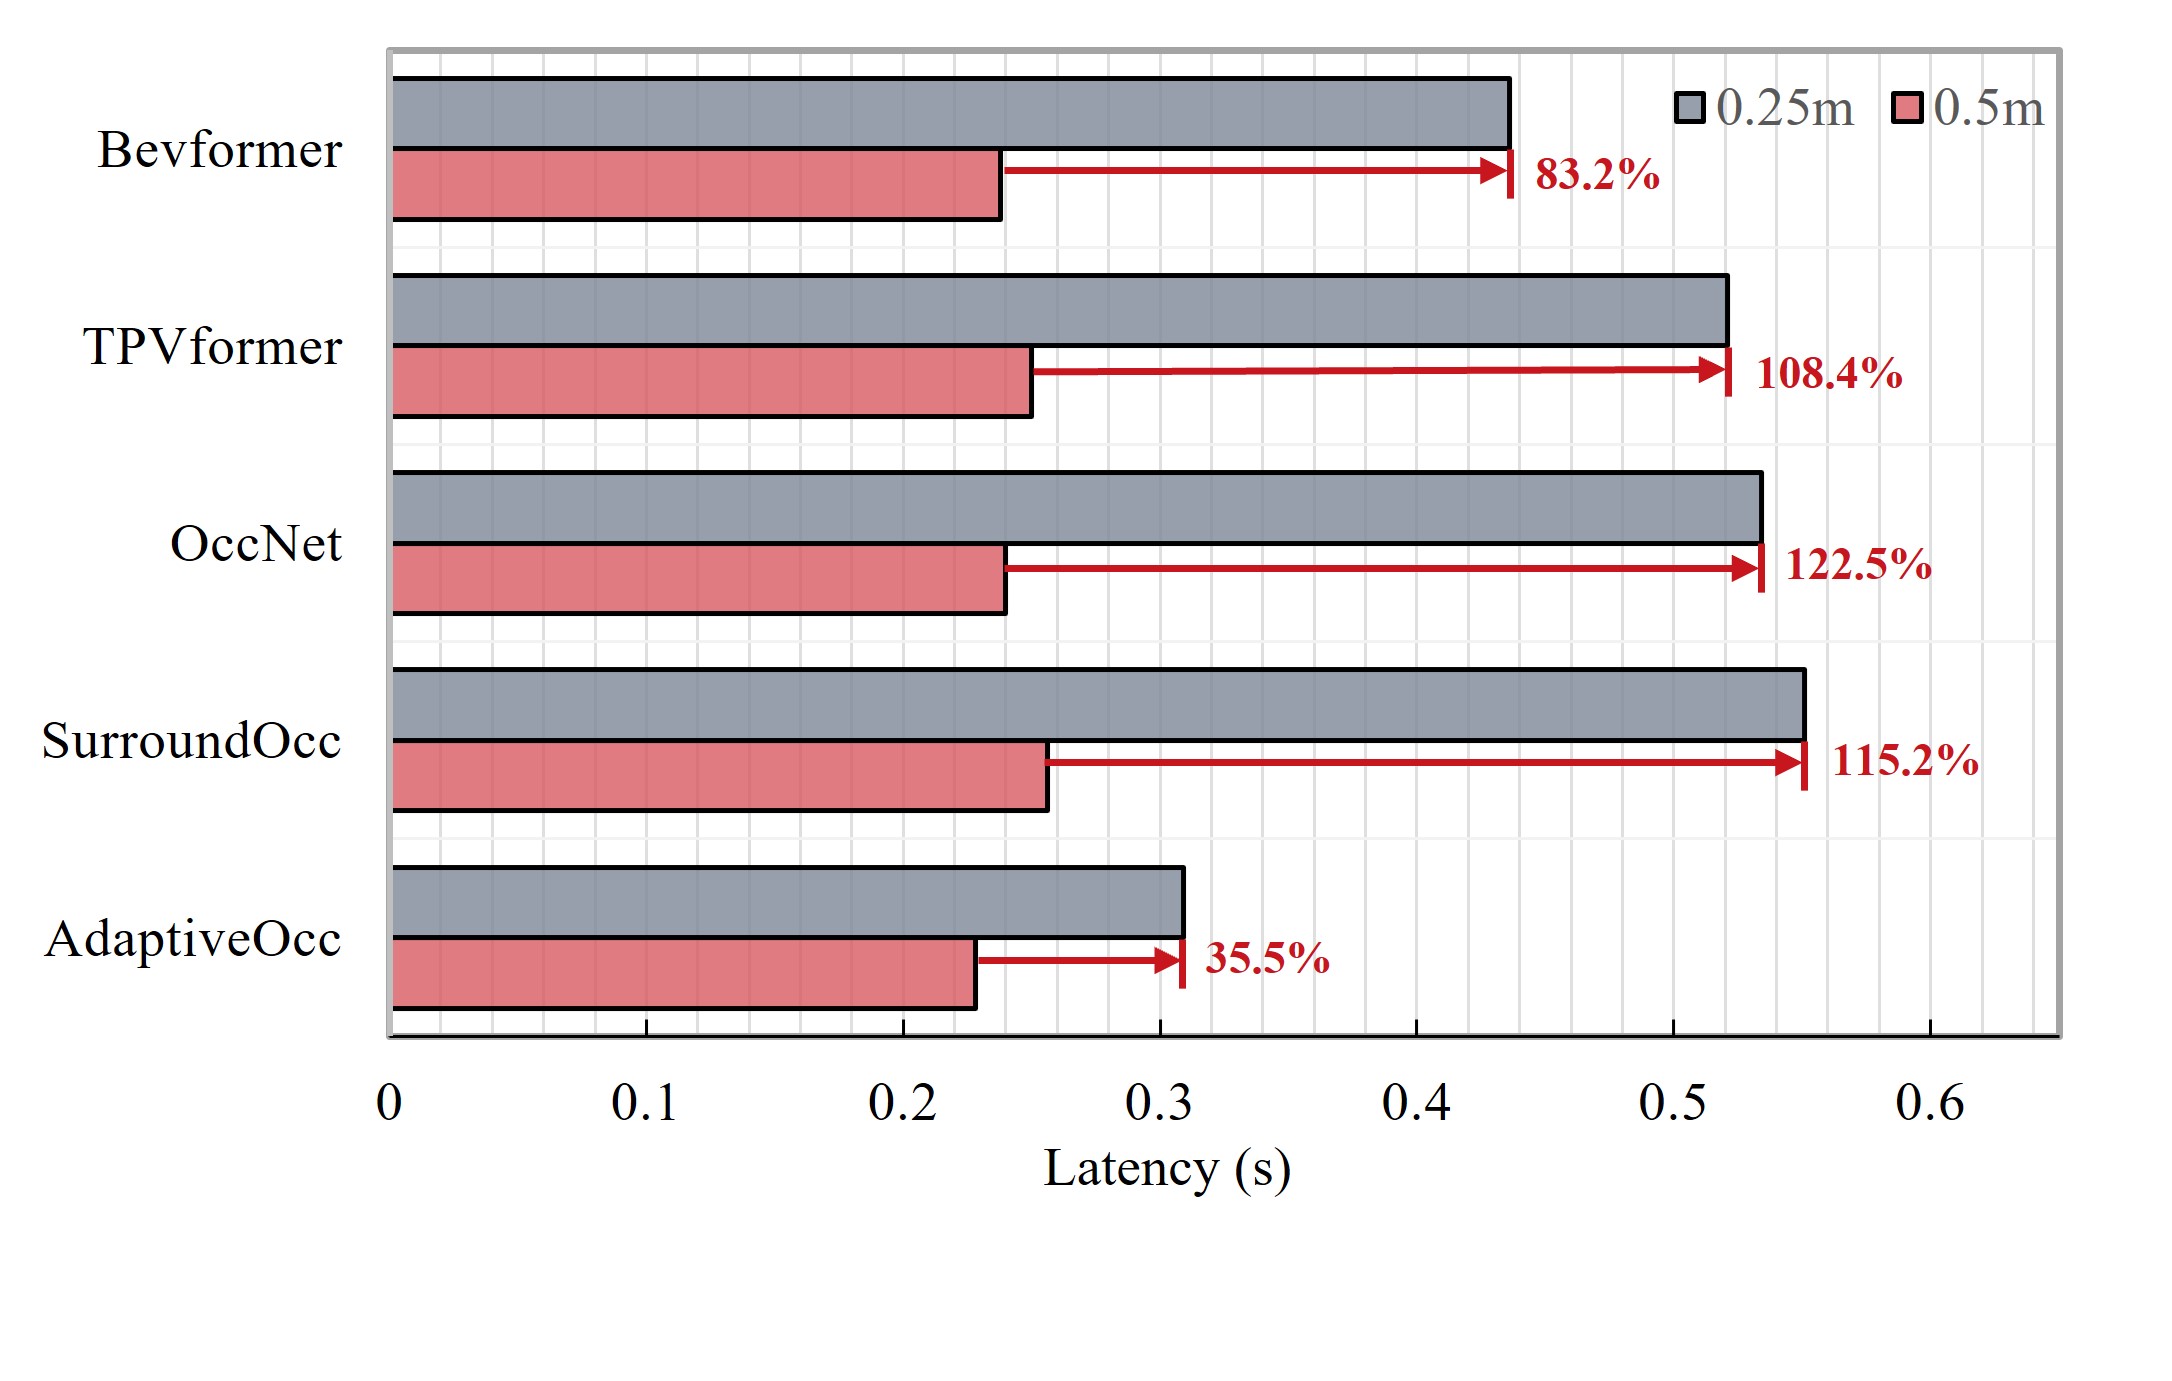 0.25m 0.5m
Bevformer
83.2%
TPVformer
108.4%
OccNet
122.5%
SurroundOcc
115.2%
AdaptiveOcc
35.5%
0 0.1 0.2 0.3 0.4 0.5 0.6
Latency (s)